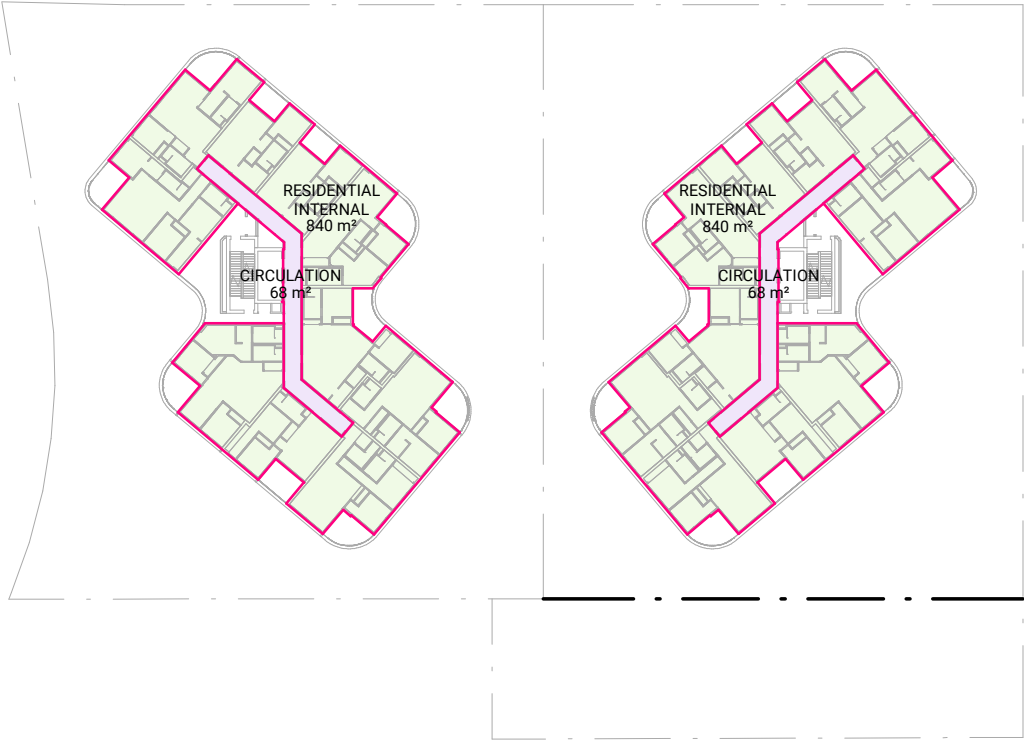 RESIDENTIAL
INTERNAL
840 m²
CIRCULATION
68 m²
RESIDENTIAL
INTERNAL
840 m²
CIRCULATION
68 m²